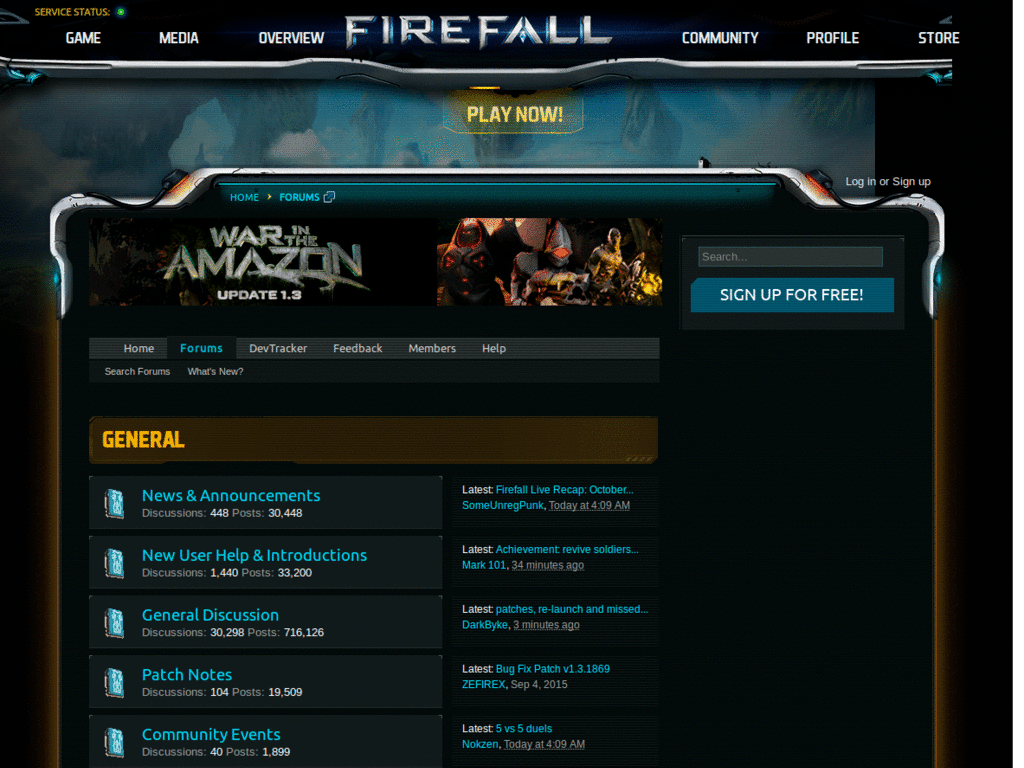 SERVICE STATUS:
GAME MEDIA OVERVIEW FIREFALL COMMUNITY PROFILE STORE
PLAY NOW!
Log in or Sign up
HOME FORUMS
WAR IN THE AMAZON
UPDATE 1.3
Search...
SIGN UP FOR FREE!
Home Forums DevTracker Feedback Members Help
Search Forums What's New?
GENERAL
News & Announcements
Discussions: 448 Posts: 30,448
Latest: Firefall Live Recap: October...
SomeUnregPunk, Today at 4:09 AM
New User Help & Introductions
Discussions: 1,440 Posts: 33,200
Latest: Achievement: revive soldiers...
Mark 101, 34 minutes ago
General Discussion
Discussions: 30,298 Posts: 716,126
Latest: patches, re-launch and missed...
DarkByke, 3 minutes ago
Patch Notes
Discussions: 104 Posts: 19,509
Latest: Bug Fix Patch v1.3.1869
ZEFIREX, Sep 4, 2015
Community Events
Discussions: 40 Posts: 1,899
Latest: 5 vs 5 duels
Nokzen, Today at 4:09 AM